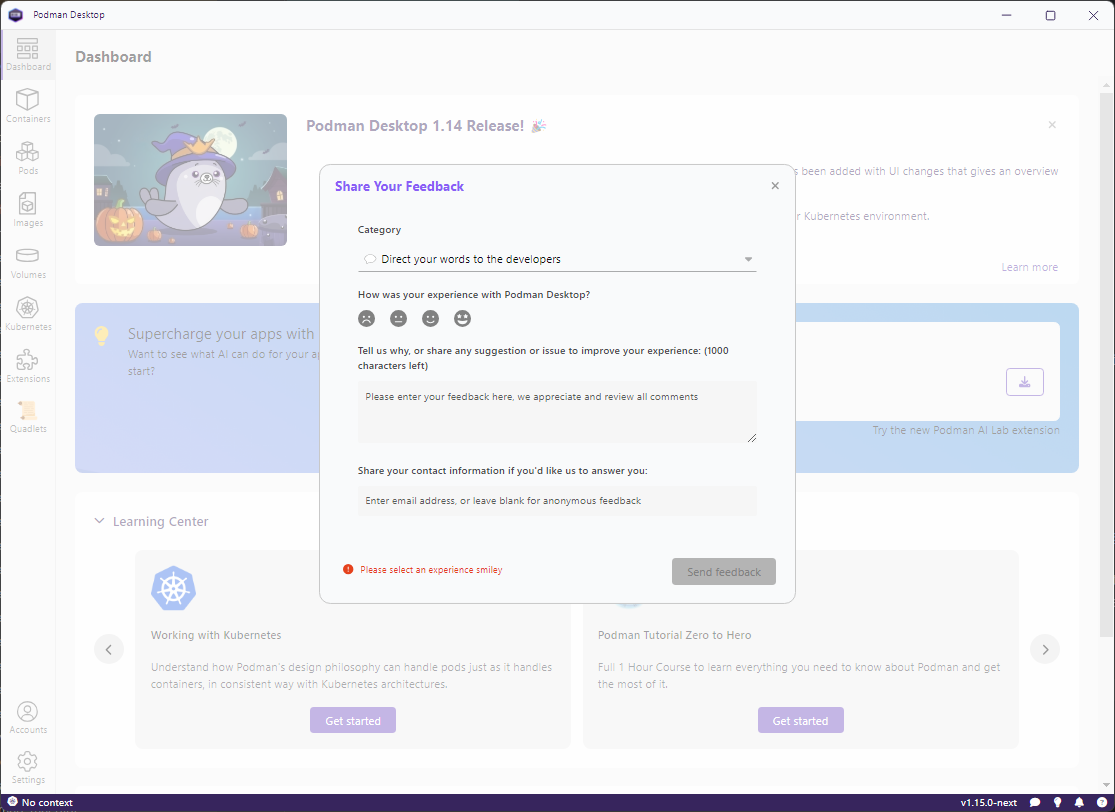 Podman Desktop
Dashboard
Dashboard
Containers
Pods
Images
Volumes
Kubernetes
Extensions
Quadlets
Accounts
Settings
Podman Desktop 1.14 Release!
been added with UI changes that gives an overview
Kubernetes environment.
Learn more
Supercharge your apps with
Want to see what AI can do for your
start?
Try the new Podman AI Lab extension
Share Your Feedback
Category
Direct your words to the developers
How was your experience with Podman Desktop?
Tell us why, or share any suggestion or issue to improve your experience: (1000
characters left)
Please enter your feedback here, we appreciate and review all comments
Share your contact information if you'd like us to answer you:
Enter email address, or leave blank for anonymous feedback
Please select an experience smiley
Send feedback
Learning Center
Working with Kubernetes
Understand how Podman's design philosophy can handle pods just as it handles
containers, in consistent way with Kubernetes architectures.
Get started
Podman Tutorial Zero to Hero
Full 1 Hour Course to learn everything you need to know about Podman and get
the most of it.
Get started
No context
v1.15.0-next